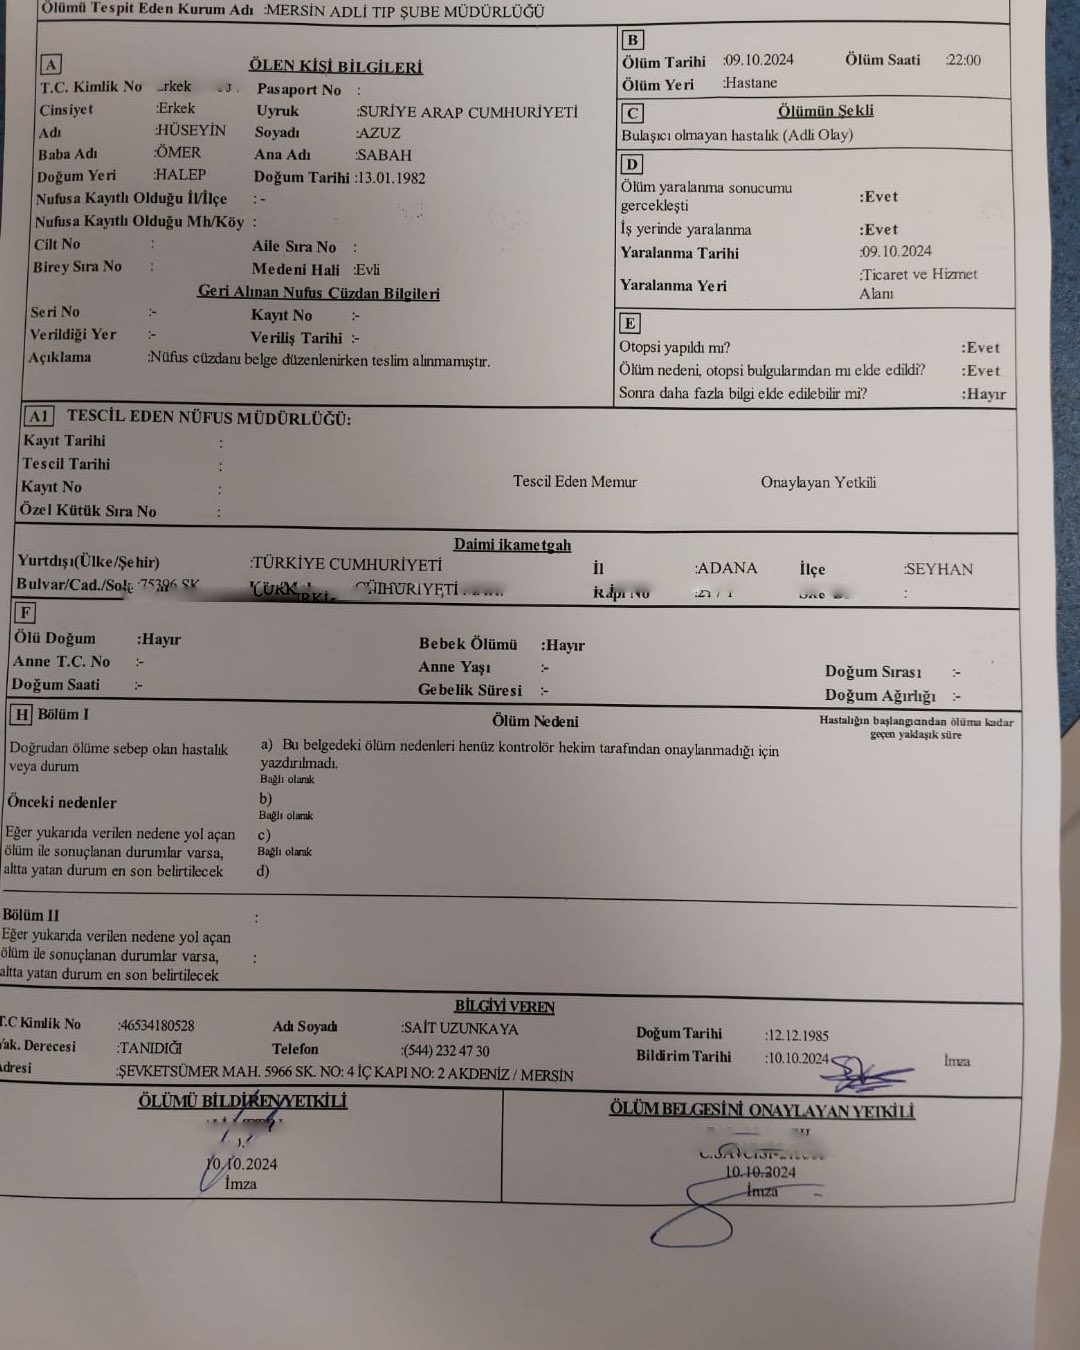 Ölümü Tespit Eden Kurum Adı :MERSİN ADLİ TIP ŞUBE MÜDÜRLÜĞÜ
A ÖLEN KİŞİ BİLGİLERİ
T.C. Kimlik No rkek Pasaport No :
Cinsiyet :Erkek Uyruk :SURİYE ARAP CUMHURİYETİ
Adı :HÜSEYİN Soyadı :AZUZ
Baba Adı :ÖMER Ana Adı :SABAH
Doğum Yeri :HALEP Doğum Tarihi :13.01.1982
Nufusa Kayıtlı Olduğu İl/İlçe :-
Nufusa Kayıtlı Olduğu Mh/Köy :
Cilt No : Aile Sıra No :
Birey Sıra No : Medeni Hali :Evli
Geri Alınan Nufus Cüzdan Bilgileri
Seri No :- Kayıt No :-
Verildiği Yer :- Veriliş Tarihi :-
Açıklama :Nüfus cüzdanı belge düzenlenirken teslim alınmamıştır.
B
Ölüm Tarihi :09.10.2024 Ölüm Saati :22:00
Ölüm Yeri :Hastane
C Ölümün Şekli
Bulaşıcı olmayan hastalık (Adli Olay)
D
Ölüm yaralanma sonucumu
gercekleşti :Evet
İş yerinde yaralanma :Evet
Yaralanma Tarihi :09.10.2024
Yaralanma Yeri :Ticaret ve Hizmet
Alanı
E
Otopsi yapıldı mı? :Evet
Ölüm nedeni, otopsi bulgularından mı elde edildi? :Evet
Sonra daha fazla bilgi elde edilebilir mi? :Hayır
A1 TESCİL EDEN NÜFUS MÜDÜRLÜĞÜ:
Kayıt Tarihi :
Tescil Tarihi :
Kayıt No : Tescil Eden Memur Onaylayan Yetkili
Özel Kütük Sıra No :
Daimi ikametgah
Yurtdışı(Ülke/Şehir) :TÜRKİYE CUMHURİYETİ İl :ADANA İlçe :SEYHAN
Bulvar/Cad./Sok :75396 SK CUMHURİYETİ Kapı No :
F
Ölü Doğum :Hayır Bebek Ölümü :Hayır
Anne T.C. No :- Anne Yaşı :- Doğum Sırası :-
Doğum Saati :- Gebelik Süresi :- Doğum Ağırlığı :-
H Bölüm I Ölüm Nedeni Hastalığın başlangıcından ölüma kadar
geçen yaklaşık süre
Doğrudan ölüme sebep olan hastalık
veya durum
a) Bu belgedeki ölüm nedenleri henüz kontrolör hekim tarafından onaylanmadığı için
yazdırılmadı.
Bağlı olarak
Önceki nedenler b)
Bağlı olarak
Eğer yukarıda verilen nedene yol açan c)
ölüm ile sonuçlanan durumlar varsa, Bağlı olarak
altta yatan durum en son belirtilecek d)
Bölüm II :
Eğer yukarıda verilen nedene yol açan
ölüm ile sonuçlanan durumlar varsa, :
altta yatan durum en son belirtilecek
BİLGİYİ VEREN
T.C Kimlik No :46534180528 Adı Soyadı :SAİT UZUNKAYA Doğum Tarihi :12.12.1985
Yak. Derecesi :TANIDIĞI Telefon :(544) 232 47 30 Bildirim Tarihi :10.10.2024 İmza
Adresi :ŞEVKETSÜMER MAH. 5966 SK. NO: 4 İÇ KAPI NO: 2 AKDENİZ / MERSİN
ÖLÜMÜ BİLDİREN YETKİLİ
10.10.2024
İmza
ÖLÜM BELGESİNİ ONAYLAYAN YETKİLİ
10.10.2024
İmza